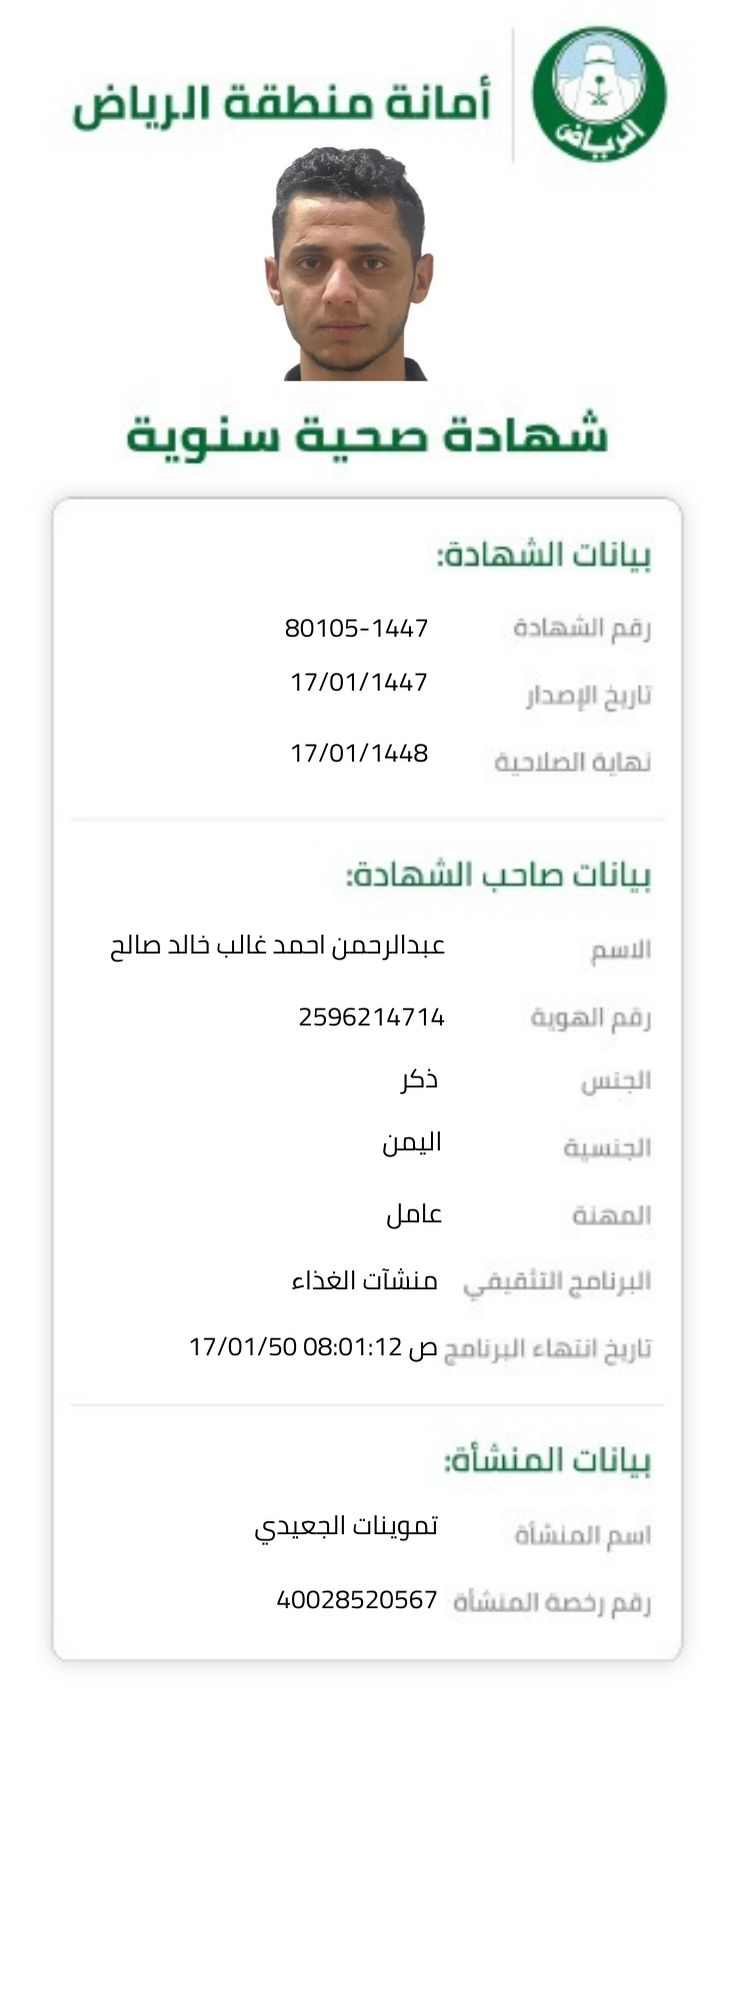 أمانة منطقة الرياض
الرياض
شهادة صحية سنوية
بيانات الشهادة:
رقم الشهادة 80105-1447
تاريخ الإصدار 17/01/1447
نهاية الصلاحية 17/01/1448
بيانات صاحب الشهادة:
الاسم عبدالرحمن احمد غالب خالد صالح
رقم الهوية 2596214714
الجنس ذكر
الجنسية اليمن
المهنة عامل
البرنامج التثقيفي منشآت الغذاء
تاريخ انتهاء البرنامج ص 08:01:12 17/01/50
بيانات المنشأة:
اسم المنشأة تموينات الجعيدي
رقم رخصة المنشأة 40028520567